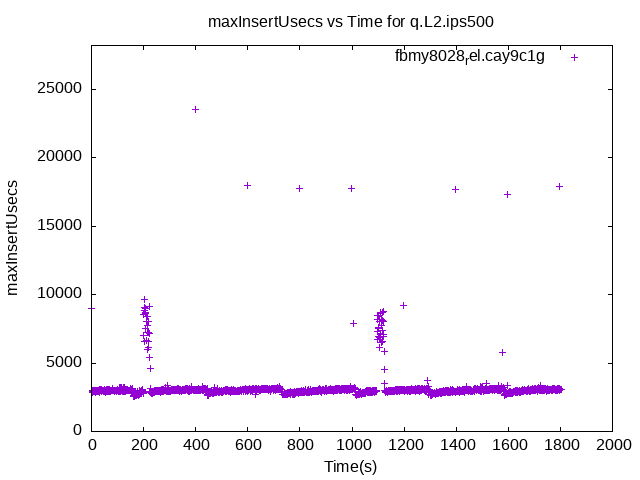 maxInsertUsecs vs Time for q.L2.ips500
fbmy8028rel.cay9c1g
25000
20000
15000
10000
5000
0
maxInsertUsecs
0 200 400 600 800 1000 1200 1400 1600 1800 2000
Time(s)